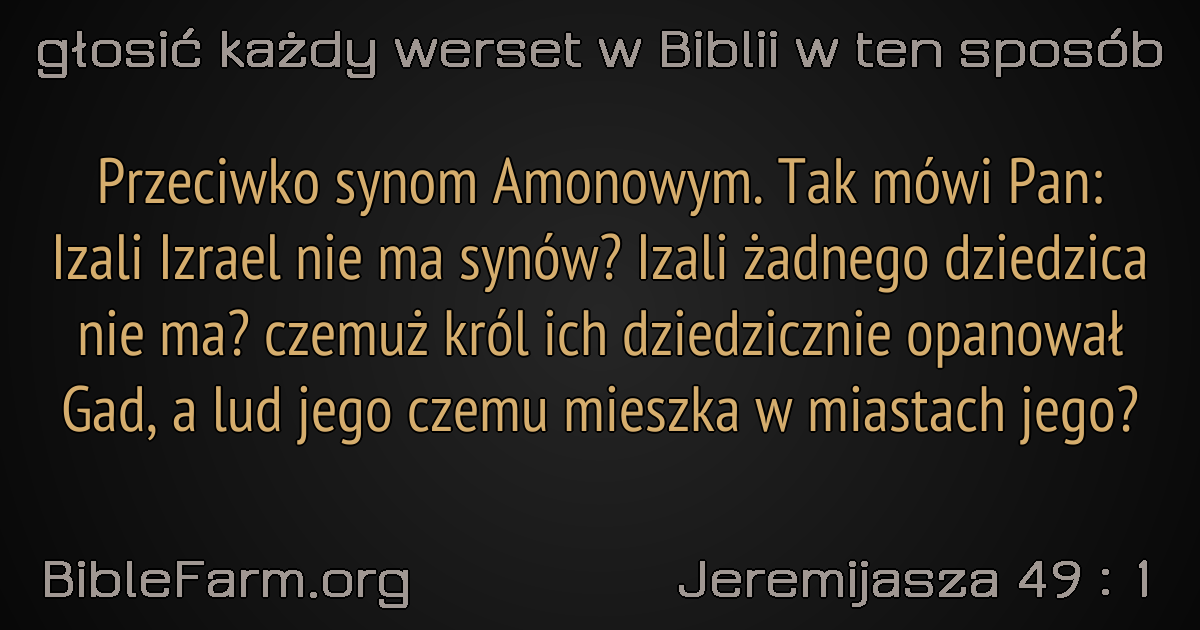 głosić każdy werset w Biblii w ten sposób
Przeciwko synom Amonowym. Tak mówi Pan:
Izali Izrael nie ma synów? Izali żadnego dziedzica
nie ma? czemuż król ich dziedzicznie opanował
Gad, a lud jego czemu mieszka w miastach jego?
BibleFarm.org
Jeremijasza 49 : 1